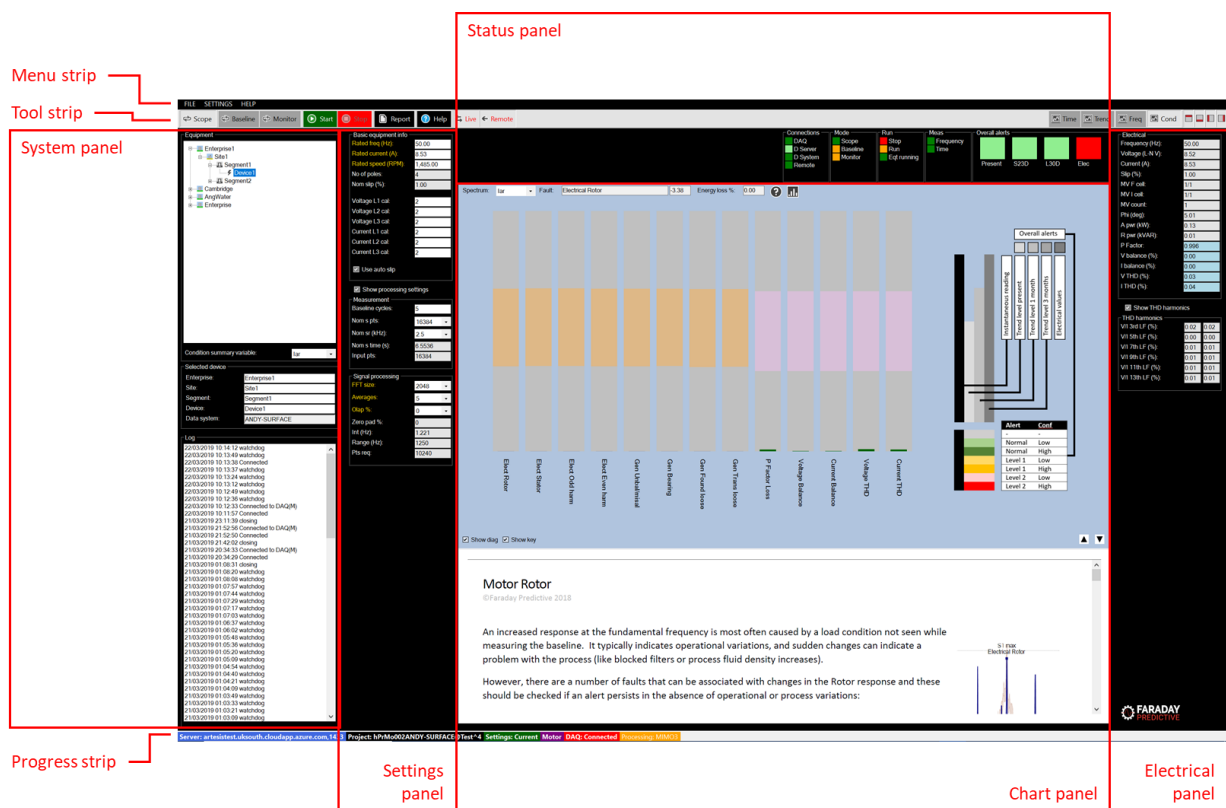 Status panel
Menu strip
Tool strip
System panel
Progress strip
Settings panel
Chart panel
Electrical panel
FILE SETTINGS HELP
Scope Baseline Monitor Start Stop Report Help Live Remote
Time Trend Freq Cond
Equipment
Enterprise1
Site1
Segment1
Device1
Segment2
Cambridge
AngWater
Enterprise
Condition summary variable: Iar
Selected device
Enterprise: Enterprise1
Site: Site1
Segment: Segment1
Device: Device1
Data system: ANDY-SURFACE
Log
22/03/2019 10:14:12 watchdog
22/03/2019 10:13:49 watchdog
22/03/2019 10:13:38 Connected
22/03/2019 10:13:37 watchdog
22/03/2019 10:13:24 watchdog
22/03/2019 10:13:12 watchdog
22/03/2019 10:12:49 watchdog
22/03/2019 10:12:36 watchdog
22/03/2019 10:12:33 Connected to DAQ(M)
22/03/2019 10:11:57 Connected
21/03/2019 23:11:39 closing
21/03/2019 21:52:56 Connected to DAQ(M)
21/03/2019 21:52:50 Connected
21/03/2019 21:42:02 closing
21/03/2019 20:34:33 Connected to DAQ(M)
21/03/2019 20:34:29 Connected
21/03/2019 01:08:31 closing
21/03/2019 01:08:20 watchdog
21/03/2019 01:08:08 watchdog
21/03/2019 01:07:57 watchdog
21/03/2019 01:07:44 watchdog
21/03/2019 01:07:29 watchdog
21/03/2019 01:07:17 watchdog
21/03/2019 01:07:03 watchdog
21/03/2019 01:06:37 watchdog
21/03/2019 01:06:02 watchdog
21/03/2019 01:05:48 watchdog
21/03/2019 01:05:36 watchdog
21/03/2019 01:05:20 watchdog
21/03/2019 01:05:09 watchdog
21/03/2019 01:04:54 watchdog
21/03/2019 01:04:40 watchdog
21/03/2019 01:04:21 watchdog
21/03/2019 01:04:09 watchdog
21/03/2019 01:03:49 watchdog
21/03/2019 01:03:33 watchdog
21/03/2019 01:03:21 watchdog
21/03/2019 01:03:09 watchdog
Basic equipment info
Rated freq (Hz) 50.00
Rated current (A): 8.53
Rated speed (RPM) 1,485.00
No of poles 4
Nom slip (%): 1.00
Voltage L1 cal 2
Voltage L2 cal: 2
Voltage L3 cal: 2
Current L1 cal 2
Current L2 cal: 2
Current L3 cal: 2
Use auto slip
Show processing settings
Measurement
Baseline cycles: 5
Nom s pts: 16384
Nom sr (kHz): 2.5
Nom s time (s) 6.5536
Input pts: 16384
Signal processing
FFT size: 2048
Averages: 5
Olap %: 0
Zero pad %: 0
Int (Hz): 1.221
Range (Hz): 1250
Pts req: 10240
Connections
DAQ
D Server
D System
Remote
Mode
Scope
Baseline
Monitor
Run
Stop
Run
Eqt running
Meas
Frequency
Time
Overall alerts
Present S23D L30D Elec
Spectrum: Iar Fault: Electrical Rotor -3.38 Energy loss %: 0.00
Elect Rotor
Elect Stator
Elect Odd harm
Elect Even harm
Gen Unbal/misal
Gen Bearing
Gen Found loose
Gen Trans loose
P Factor Loss
Voltage Balance
Current Balance
Voltage THD
Current THD
Overall alerts
Instantaneous reading
Trend level present
Trend level 1 month
Trend level 3 months
Electrical values
Alert Conf
- -
Normal Low
Normal High
Level 1 Low
Level 1 High
Level 2 Low
Level 2 High
Show diag Show key
Motor Rotor
©Faraday Predictive 2018
An increased response at the fundamental frequency is most often caused by a load condition not seen while
measuring the baseline. It typically indicates operational variations, and sudden changes can indicate a
problem with the process (like blocked filters or process fluid density increases).
However, there are a number of faults that can be associated with changes in the Rotor response and these
should be checked if an alert persists in the absence of operational or process variations:
S1 max
Electrical Rotor
Electrical
Frequency (Hz): 50.00
Voltage (L-N V): 8.52
Current (A): 8.53
Slip (%): 1.00
MV F cell: 1/1
MV I cell: 1/1
MV count: 1
Phi (deg): 5.01
A pwr (kW): 0.13
R pwr (kVAR): 0.01
P Factor: 0.996
V balance (%): 0.00
I balance (%): 0.00
V THD (%): 0.03
I THD (%): 0.04
Show THD harmonics
THD harmonics
V/I 3rd LF (%): 0.02 0.02
V/I 5th LF (%): 0.00 0.00
V/I 7th LF (%): 0.01 0.01
V/I 9th LF (%): 0.01 0.01
V/I 11th LF (%): 0.01 0.01
V/I 13th LF (%): 0.01 0.01
FARADAY
PREDICTIVE
Server: artesistest.uksouth.cloudapp.azure.com,1433 Project: hPrMo002ANDY-SURFACE@Test^4 Settings: Current Motor DAQ: Connected Processing: MIMO3